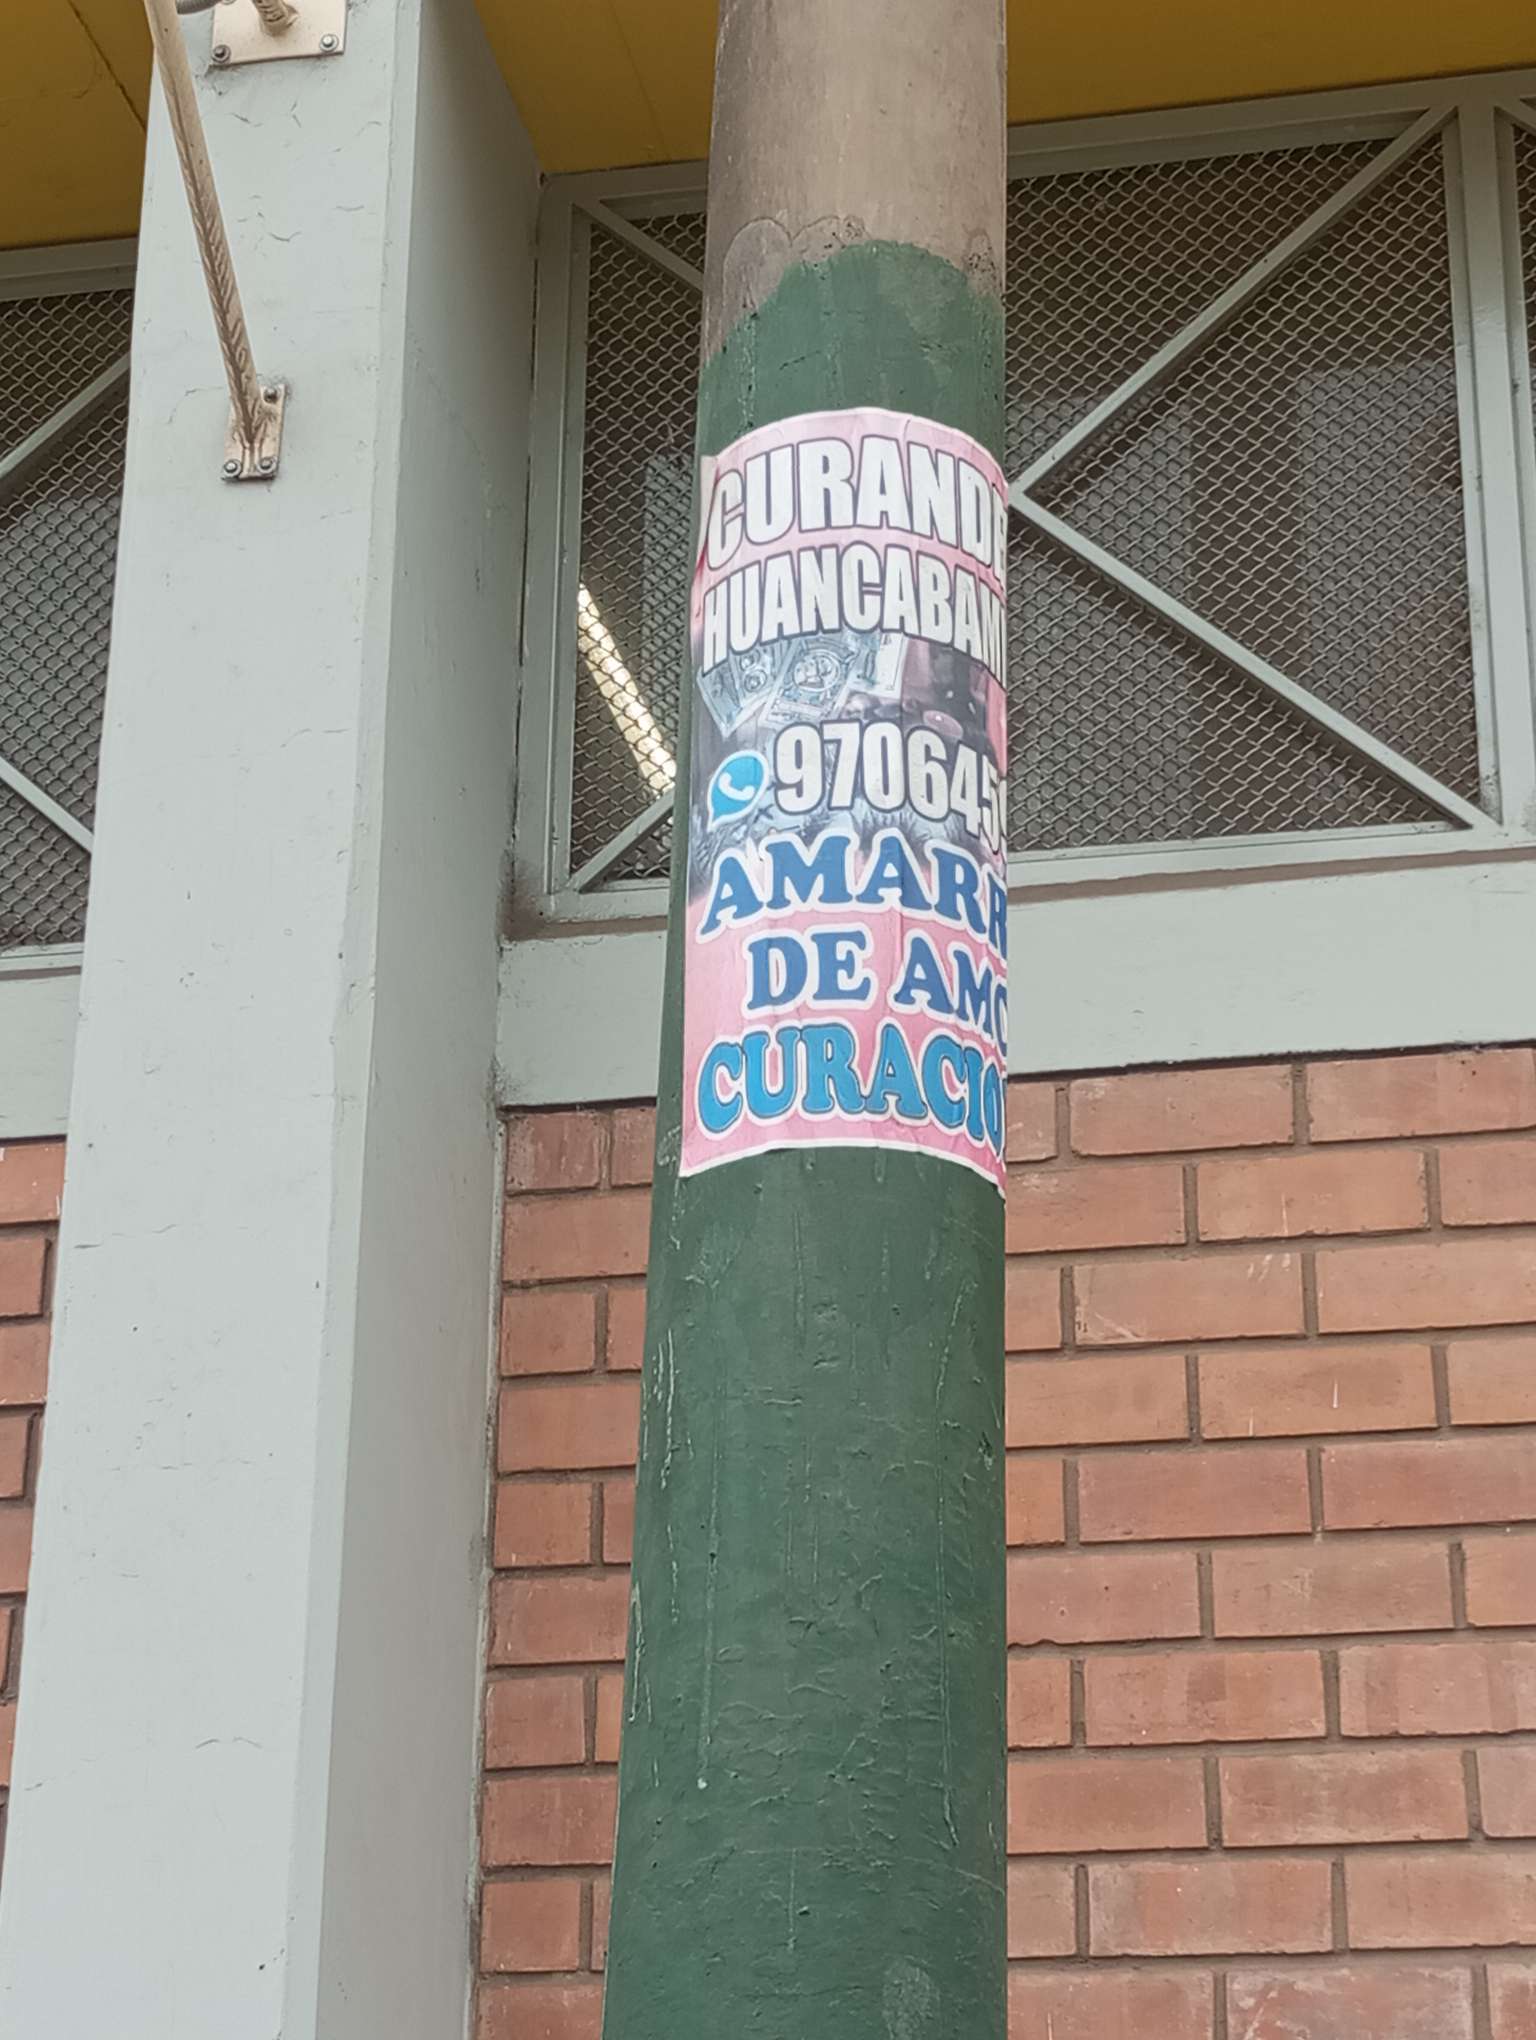 CURANDE
HUANCABAM
970645
AMARR
DE AMO
CURACIO